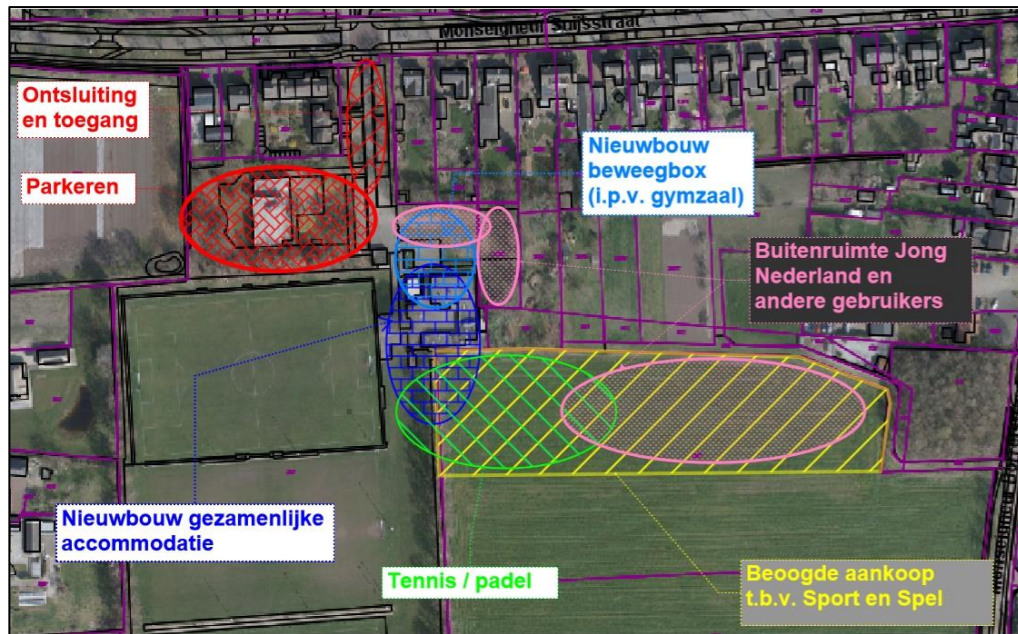 Monseigneur Suijsstraat
Ontsluiting
en toegang
Parkeren
Nieuwbouw
beweegbox
(i.p.v. gymzaal)
Buitenruimte Jong
Nederland en
andere gebruikers
Nieuwbouw gezamenlijke
accommodatie
Tennis / padel
Beoogde aankoop
t.b.v. Sport en Spel
Monseigneur